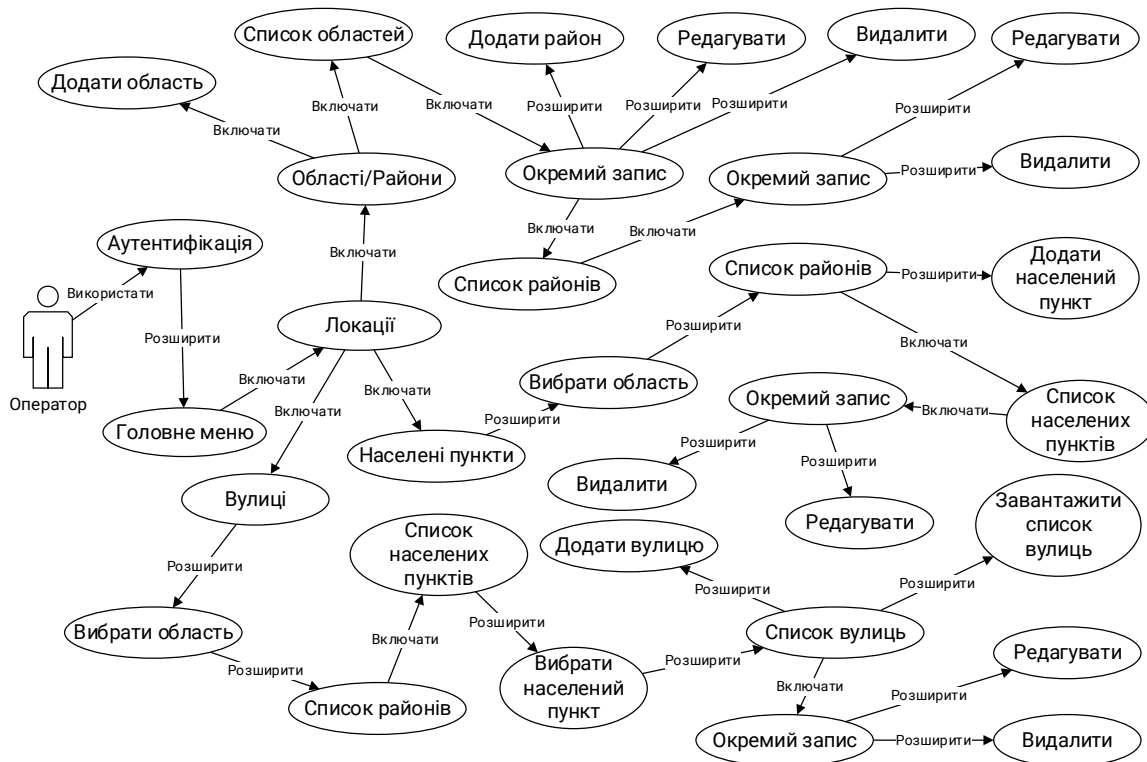 Список областей
Додати район
Редагувати
Видалити
Редагувати
Додати область
Включати
Включати
Включати
Розширити
Розширити
Розширити
Розширити
Області/Райони
Окремий запис
Окремий запис
Розширити
Видалити
Аутентифікація
Включати
Включати
Включати
Список районів
Список районів
Розширити
Додати
населений
пункт
Використати
Оператор
Розширити
Локації
Розширити
Включати
Включати
Включати
Включати
Розширити
Вибрати область
Окремий запис
Включати
Список
населених
пунктів
Головне меню
Населені пункти
Розширити
Розширити
Видалити
Редагувати
Вулиці
Завантажити
список
вулиць
Список
населених
пунктів
Додати вулицю
Розширити
Розширити
Розширити
Вибрати область
Включати
Розширити
Список вулиць
Розширити
Список районів
Вибрати
населений
пункт
Розширити
Включати
Розширити
Редагувати
Окремий запис
Розширити
Видалити